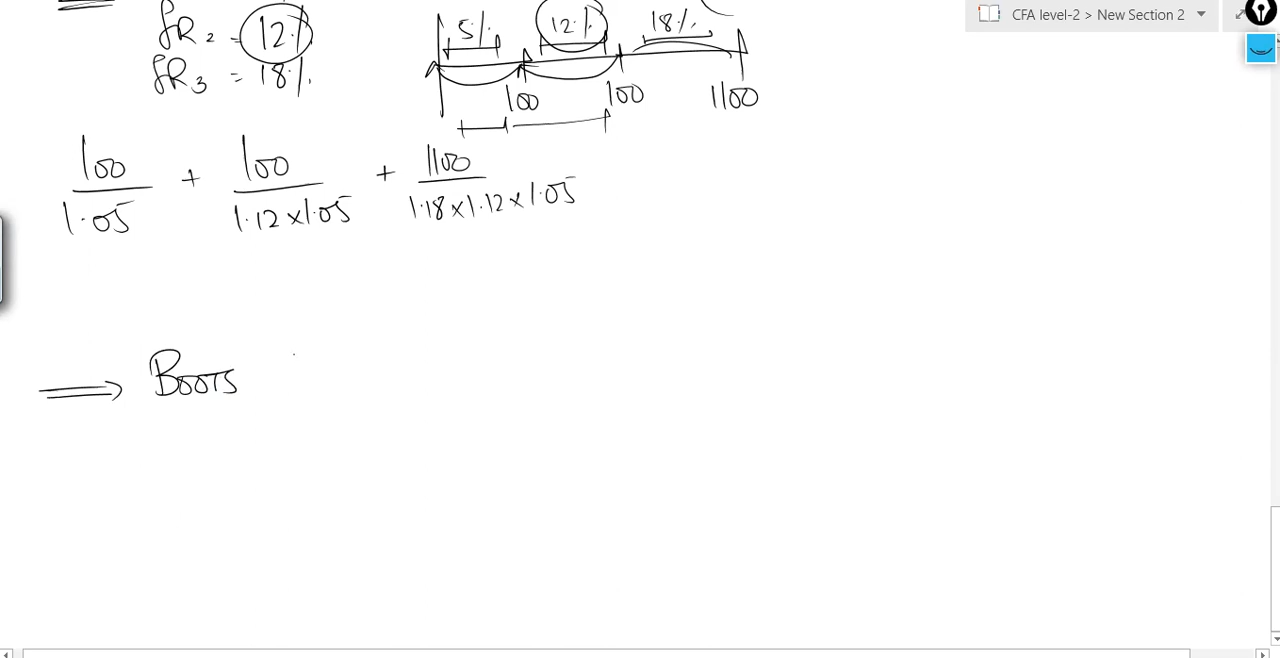 CFA level-2 > New Section 2
fR2 = 12%
fR3 = 18%
5% 12% 18%
100 100 1100
100/1.05 + 100/1.12×1.05 + 1100/1.18×1.12×1.05
⟹ Boots